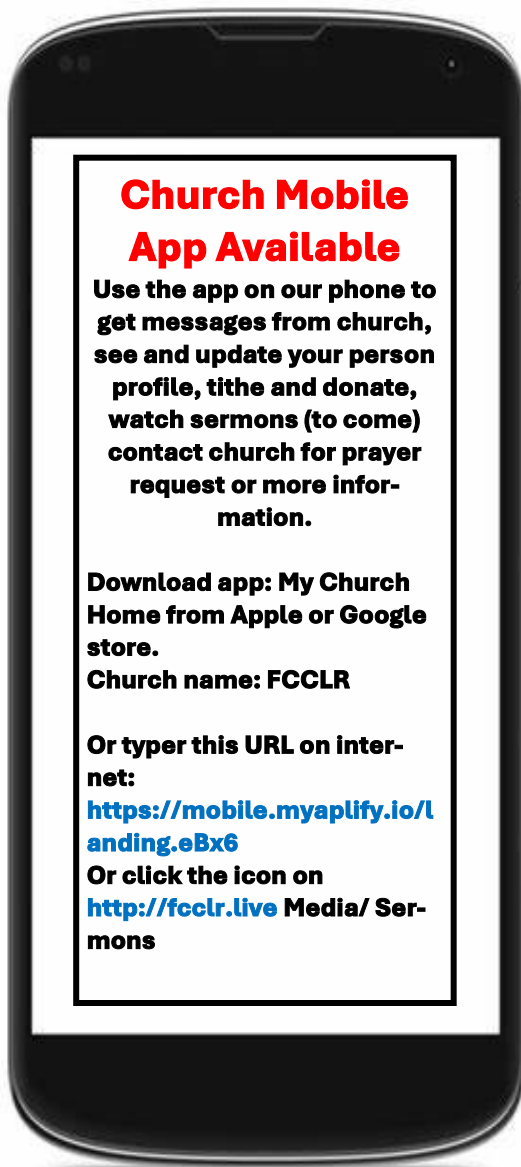 Church Mobile
App Available
Use the app on our phone to
get messages from church,
see and update your person
profile, tithe and donate,
watch sermons (to come)
contact church for prayer
request or more infor-
mation.
Download app: My Church
Home from Apple or Google
store.
Church name: FCCLR
Or typer this URL on inter-
net:
https://mobile.myaplify.io/l
anding.eBx6
Or click the icon on
http://fcclr.live Media/ Ser-
mons